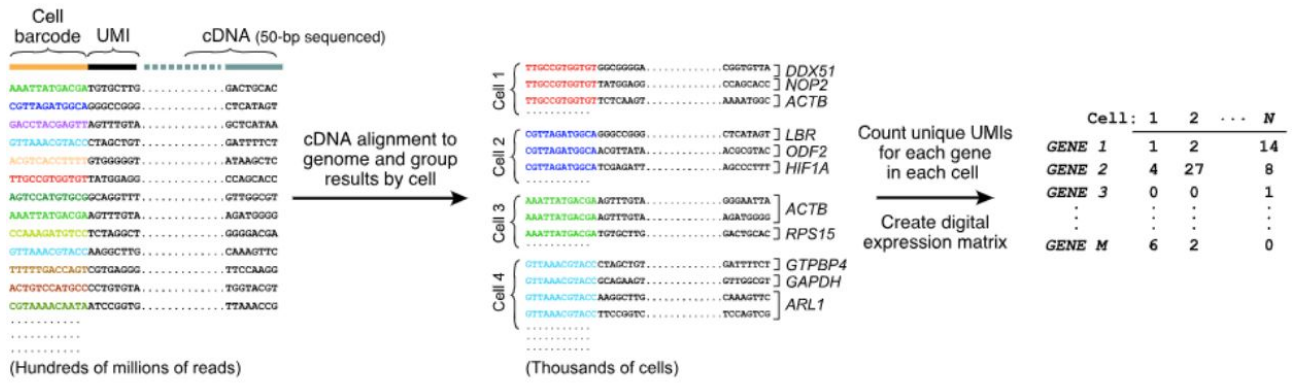 Cell
barcode UMI cDNA (50-bp sequenced)
AAATTATGACGATGTGCTTG............GACTGCAC
CGTTAGATGGCAGGGCCGGG............CTCATAGT
GACCTACGAGTTAGTTTGTA............GCTCATAA
GTTAAACGTACCCTAGCTGT............GATTTTCT
ACGTCACCTTTTGTGGGGGT............ATAAGCTC
TTGCCGTGGTGTTATGGAGG............CCAGCACC
AGTCCATGTGCGGCAGGTTT............GTTGGCGT
AAATTATGACGAAGTTTGTA............AGATGGGG
CCAAAGATGTCCTCTAGGCT............GGGGACGA
GTTAAACGTACCAAGGCTTG............CAAAGTTC
TTTTTGACCAGTCGTGAGGG............TTCCAAGG
ACTGTCCATGCCCCTGTGTA............TGGTACGT
CGTAAAACAATAATCCGGTG............TTAAACCG
...........
...........
...........
(Hundreds of millions of reads)
cDNA alignment to
genome and group
results by cell
Cell 1
TTGCCGTGGTGTGGCGGGGA............CGGTGTTA DDX51
TTGCCGTGGTGTTATGGAGG............CCAGCACC NOP2
TTGCCGTGGTGTTCTCAAGT............AAAATGGC ACTB
...........
Cell 2
CGTTAGATGGCAGGGCCGGG............CTCATAGT LBR
CGTTAGATGGCAACGTTATA............ACGCGTAC ODF2
CGTTAGATGGCATCGAGATT............AGCCCTTT HIF1A
...........
Cell 3
AAATTATGACGAAGTTTGTA............GGGAATTA ACTB
AAATTATGACGAAGTTTGTA............AGATGGGG
AAATTATGACGATGTGCTTG............GACTGCAC RPS15
...........
Cell 4
GTTAAACGTACCCTAGCTGT............GATTTTCT GTPBP4
GTTAAACGTACCGCAGAAGT............GTTGGCGT GAPDH
GTTAAACGTACCAAGGCTTG............CAAAGTTC ARL1
GTTAAACGTACCTTCCGGTC............TCCAGTCG
...........
...........
...........
(Thousands of cells)
Count unique UMIs
for each gene
in each cell
Create digital
expression matrix
Cell: 1 2 ... N
GENE 1 1 2 14
GENE 2 4 27 8
GENE 3 0 0 1
. . . .
. . . .
GENE M 6 2 0